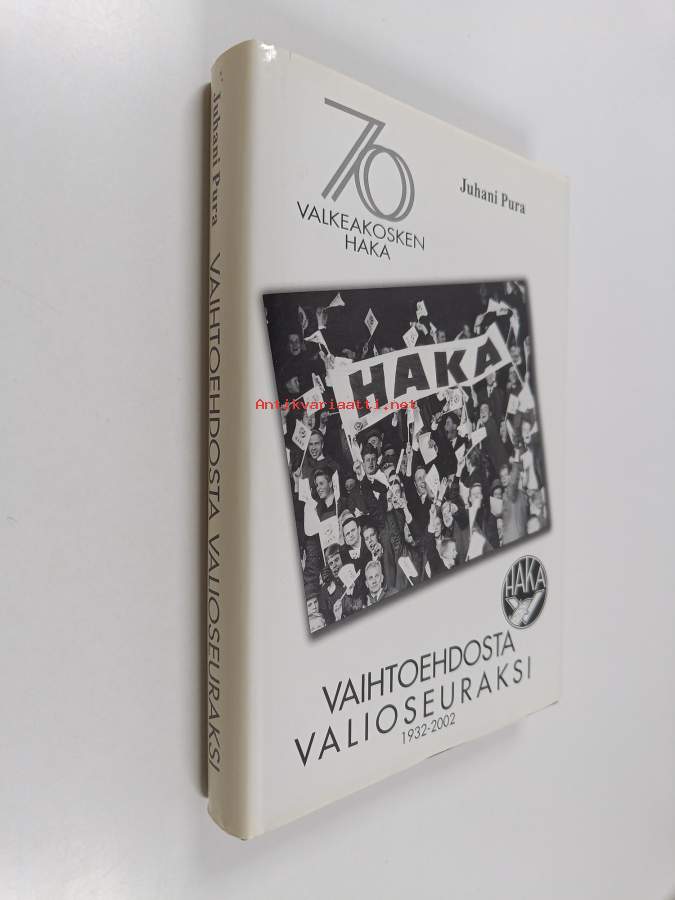 Juhani Pura VAIHTOEHDOSTA VALIOSEURAKSI
70
VALKEAKOSKEN
HAKA
Juhani Pura
HAKA
Antikvariaatti.net
HAKA
VAIHTOEHDOSTA
VALIOSEURAKSI
1932-2002